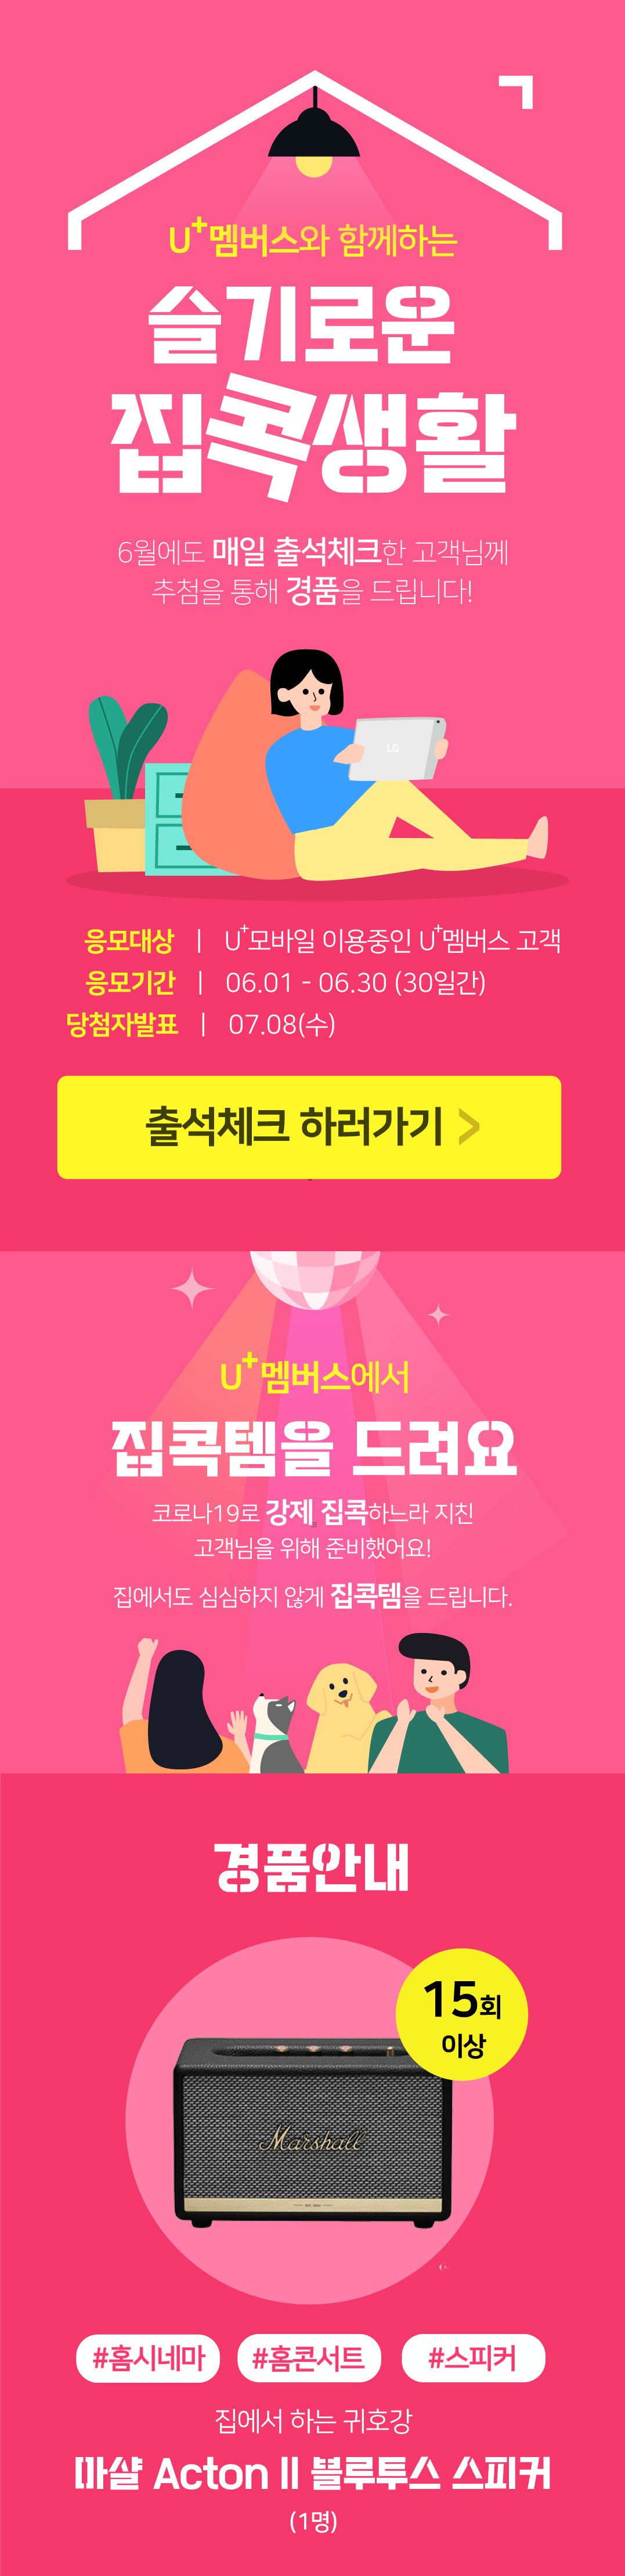 U+멤버스와 함께하는
슬기로운
집콕생활
6월에도 매일 출석체크한 고객님께
추첨을 통해 경품을 드립니다!
LG
응모대상 | U+모바일 이용중인 U+멤버스 고객
응모기간 | 06.01 - 06.30 (30일간)
당첨자발표 | 07.08(수)
출석체크 하러가기 >
U+멤버스에서
집콕템을 드려요
코로나19로 강제 집콕하느라 지친
고객님을 위해 준비했어요!
집에서도 심심하지 않게 집콕템을 드립니다.
경품안내
15회
이상
Marshall
#홈시네마 #홈콘서트 #스피커
집에서 하는 귀호강
마샬 Acton II 블루투스 스피커
(1명)